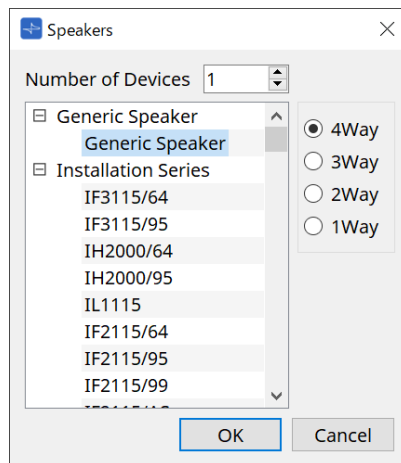 Speakers
Number of Devices 1
Generic Speaker
Generic Speaker
Installation Series
IF3115/64
IF3115/95
IH2000/64
IH2000/95
IL1115
IF2115/64
IF2115/95
IF2115/99
4Way
3Way
2Way
1Way
OK
Cancel